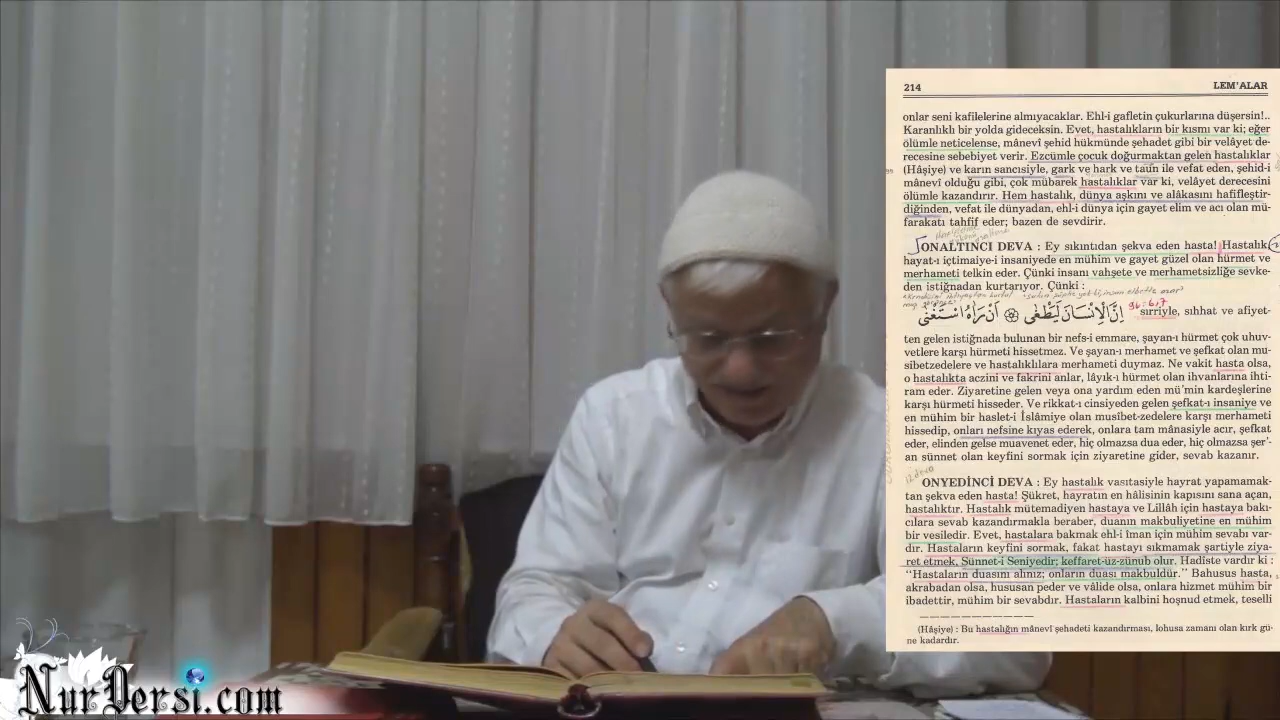 214
LEM'ALAR
onlar seni kafilelerine almıyacaklar. Ehl-i gafletin çukurlarına düşersin!..
Karanlıklı bir yolda gideceksin. Evet, hastalıkların bir kısmı var ki; eğer
ölümle neticelense, mânevî şehid hükmünde şehadet gibi bir velâyet de-
recesine sebebiyet verir. Ezcümle çocuk doğurmaktan gelen hastalıklar
(Hâşiye) ve karın sancısiyle, gark ve hark ve taûn ile vefat eden, şehid-i
mânevî olduğu gibi, çok mübarek hastalıklar var ki, velâyet derecesini
ölümle kazandırır. Hem hastalık, dünya aşkını ve alâkasını hafifleştir-
diğinden, vefat ile dünyadan, ehl-i dünya için gayet elim ve acı olan mü-
farakatı tahfif eder; bazen de sevdirir.
ONALTINCI DEVA : Ey sıkıntıdan şekva eden hasta! Hastalık,
hayat-ı içtimaiye-i insaniyede en mühim ve gayet güzel olan hürmet ve
merhameti telkin eder. Çünki insanı vahşete ve merhametsizliğe sevke-
den istiğnadan kurtarıyor. Çünki :
اِنَّ الْاِنْسَانَ لَيَطْغٰى ۞ اَنْ رَاٰهُ اسْتَغْنٰى 96: 6,7 sırriyle, sıhhat ve afiyet-
ten gelen istiğnada bulunan bir nefs-i emmare, şayan-ı hürmet çok uhuv-
vetlere karşı hürmeti hissetmez. Ve şayan-ı merhamet ve şefkat olan mu-
sibetzedelere ve hastalıklılara merhameti duymaz. Ne vakit hasta olsa,
o hastalıkta aczini ve fakrini anlar, lâyık-ı hürmet olan ihvanlarına ihti-
ram eder. Ziyaretine gelen veya ona yardım eden mü'min kardeşlerine
karşı hürmeti hisseder. Ve rikkat-i cinsiyeden gelen şefkat-ı insaniye ve
en mühim bir haslet-i İslâmiye olan musibet-zedelere karşı merhameti
hissedip, onları nefsine kıyas ederek, onlara tam mânasiyle acır, şefkat
eder, elinden gelse muavenet eder, hiç olmazsa dua eder, hiç olmazsa şer'-
an sünnet olan keyfini sormak için ziyaretine gider, sevab kazanır.
ONYEDİNCİ DEVA : Ey hastalık vasıtasiyle hayrat yapamamak-
tan şekva eden hasta! Şükret, hayratın en hâlisinin kapısını sana açan,
hastalıktır. Hastalık mütemadiyen hastaya ve Lillâh için hastaya bakı-
cılara sevab kazandırmakla beraber, duanın makbuliyetine en mühim
bir vesiledir. Evet, hastalara bakmak ehl-i îman için mühim sevabı var-
dır. Hastaların keyfini sormak, fakat hastayı sıkmamak şartiyle ziya-
ret etmek, Sünnet-i Seniyedir; keffaret-üz-zünub olur. Hadîste vardır ki :
"Hastaların duasını alınız; onların duası makbuldür." Bahusus hasta,
akrabadan olsa, hususan peder ve vâlide olsa, onlara hizmet mühim bir
ibadettir, mühim bir sevabdır. Hastaların kalbini hoşnud etmek, teselli
(Hâşiye) : Bu hastalığın mânevî şehadeti kazandırması, lohusa zamanı olan kırk gü-
ne kadardır.
NurDersi.com